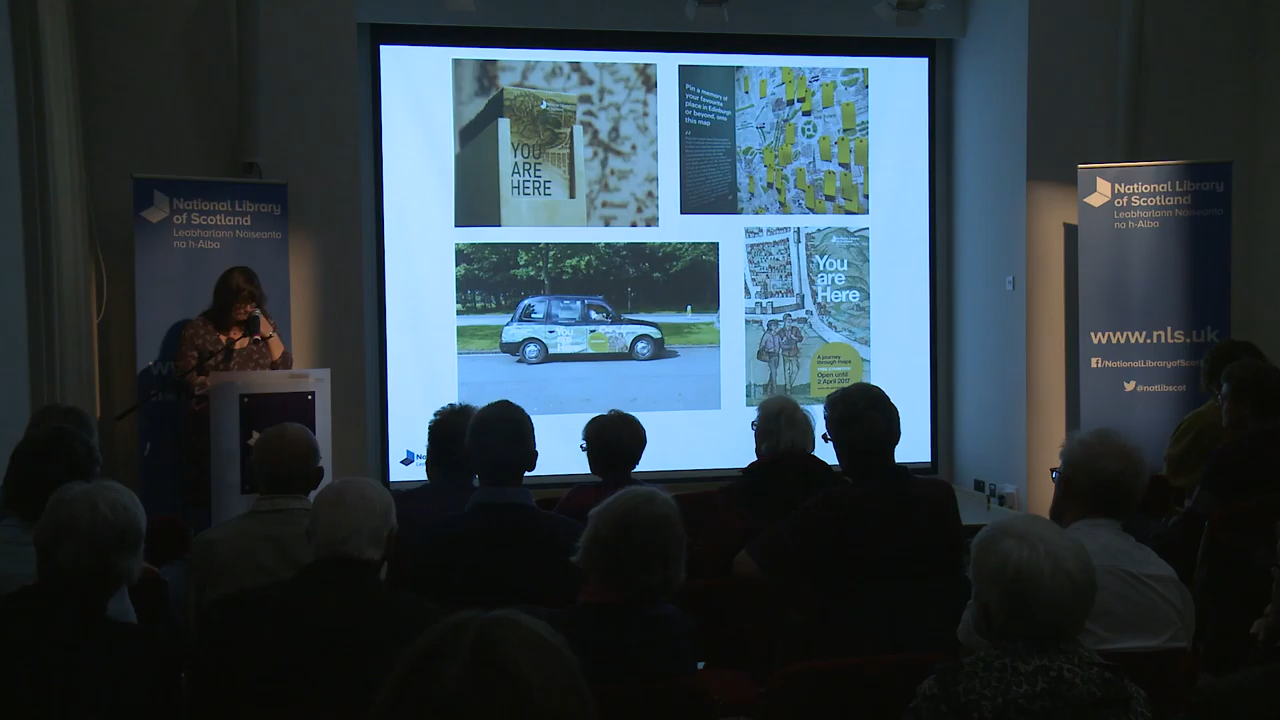 National Library
of Scotland
Leabharlann Nàiseanta
na h-Alba
YOU
ARE
HERE
Pin a memory of
your favourite
place in Edinburgh
or beyond, onto
this map
You
You
are
Here
A journey
through maps
Open until
2 April 2017
National Library
of Scotland
Leabharlann Nàiseanta
na h-Alba
www.nls.uk
/NationalLibraryofScot
@natlibscot